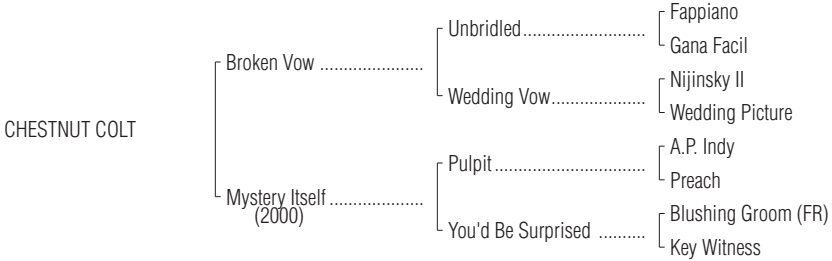 Fappiano
Unbridled..........................
Gana Facil
Broken Vow ......................
Nijinsky II
Wedding Vow....................
Wedding Picture
CHESTNUT COLT
A.P. Indy
Pulpit................................
Preach
Mystery Itself ....................
(2000)
Blushing Groom (FR)
You'd Be Surprised ..........
Key Witness